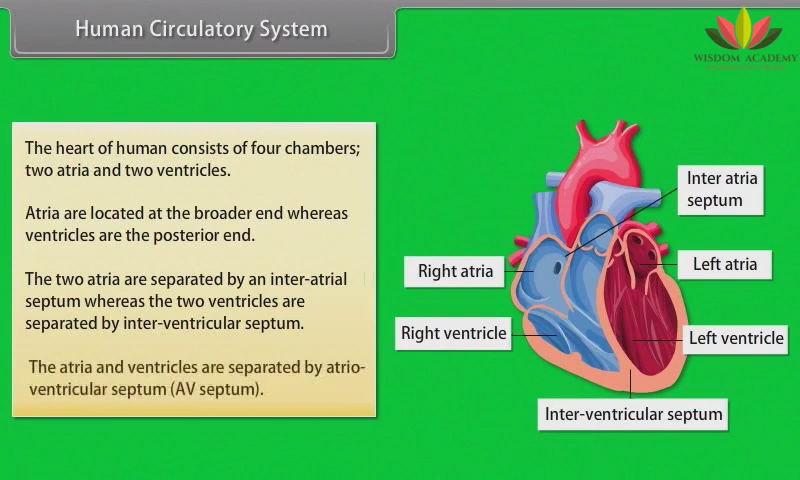 Human Circulatory System
WISDOM ACADEMY
The heart of human consists of four chambers;
two atria and two ventricles.
Atria are located at the broader end whereas
ventricles are the posterior end.
The two atria are separated by an inter-atrial
septum whereas the two ventricles are
separated by inter-ventricular septum.
The atria and ventricles are separated by atrio-
ventricular septum (AV septum).
Inter atria
septum
Right atria
Left atria
Right ventricle
Left ventricle
Inter-ventricular septum